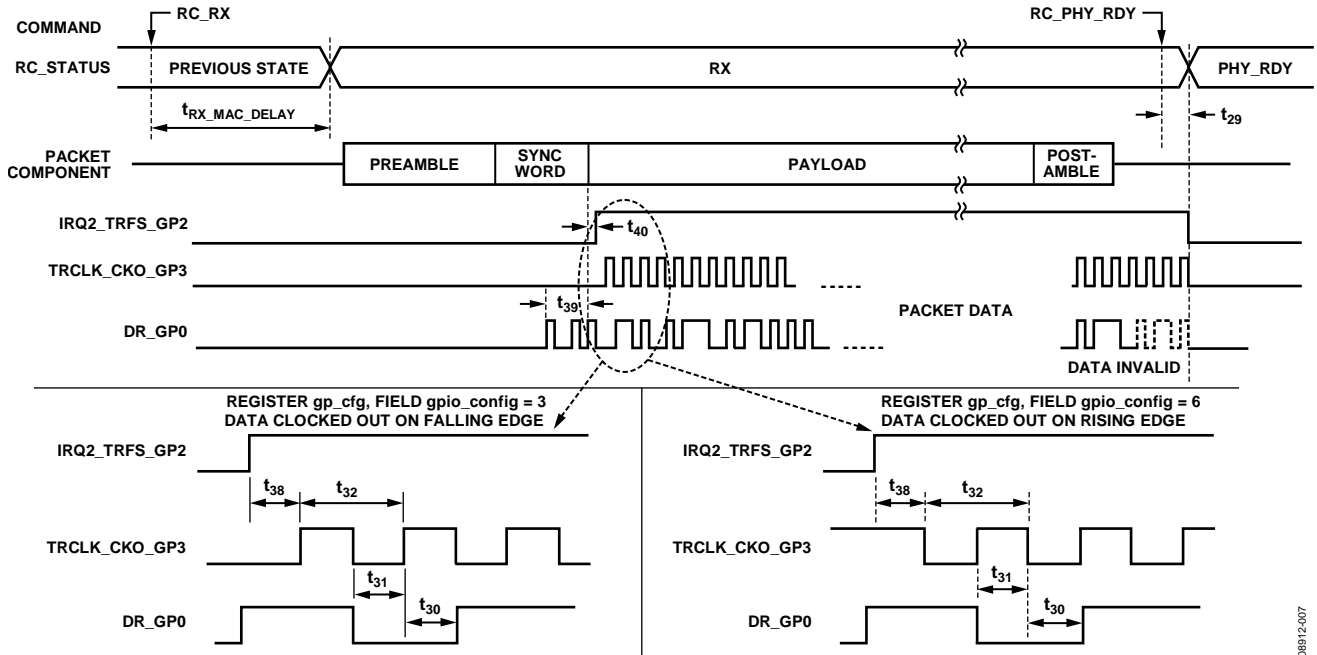 COMMAND
RC_RX
RC_PHY_RDY
RC_STATUS
PREVIOUS STATE
RX
PHY_RDY
tRX_MAC_DELAY
t29
PACKET
COMPONENT
PREAMBLE
SYNC
WORD
PAYLOAD
POST-
AMBLE
IRQ2_TRFS_GP2
t40
TRCLK_CKO_GP3
t39
PACKET DATA
DR_GP0
DATA INVALID
REGISTER gp_cfg, FIELD gpio_config = 3
DATA CLOCKED OUT ON FALLING EDGE
IRQ2_TRFS_GP2
t38
t32
TRCLK_CKO_GP3
t31
t30
DR_GP0
REGISTER gp_cfg, FIELD gpio_config = 6
DATA CLOCKED OUT ON RISING EDGE
IRQ2_TRFS_GP2
t38
t32
TRCLK_CKO_GP3
t31
t30
DR_GP0
08912-007